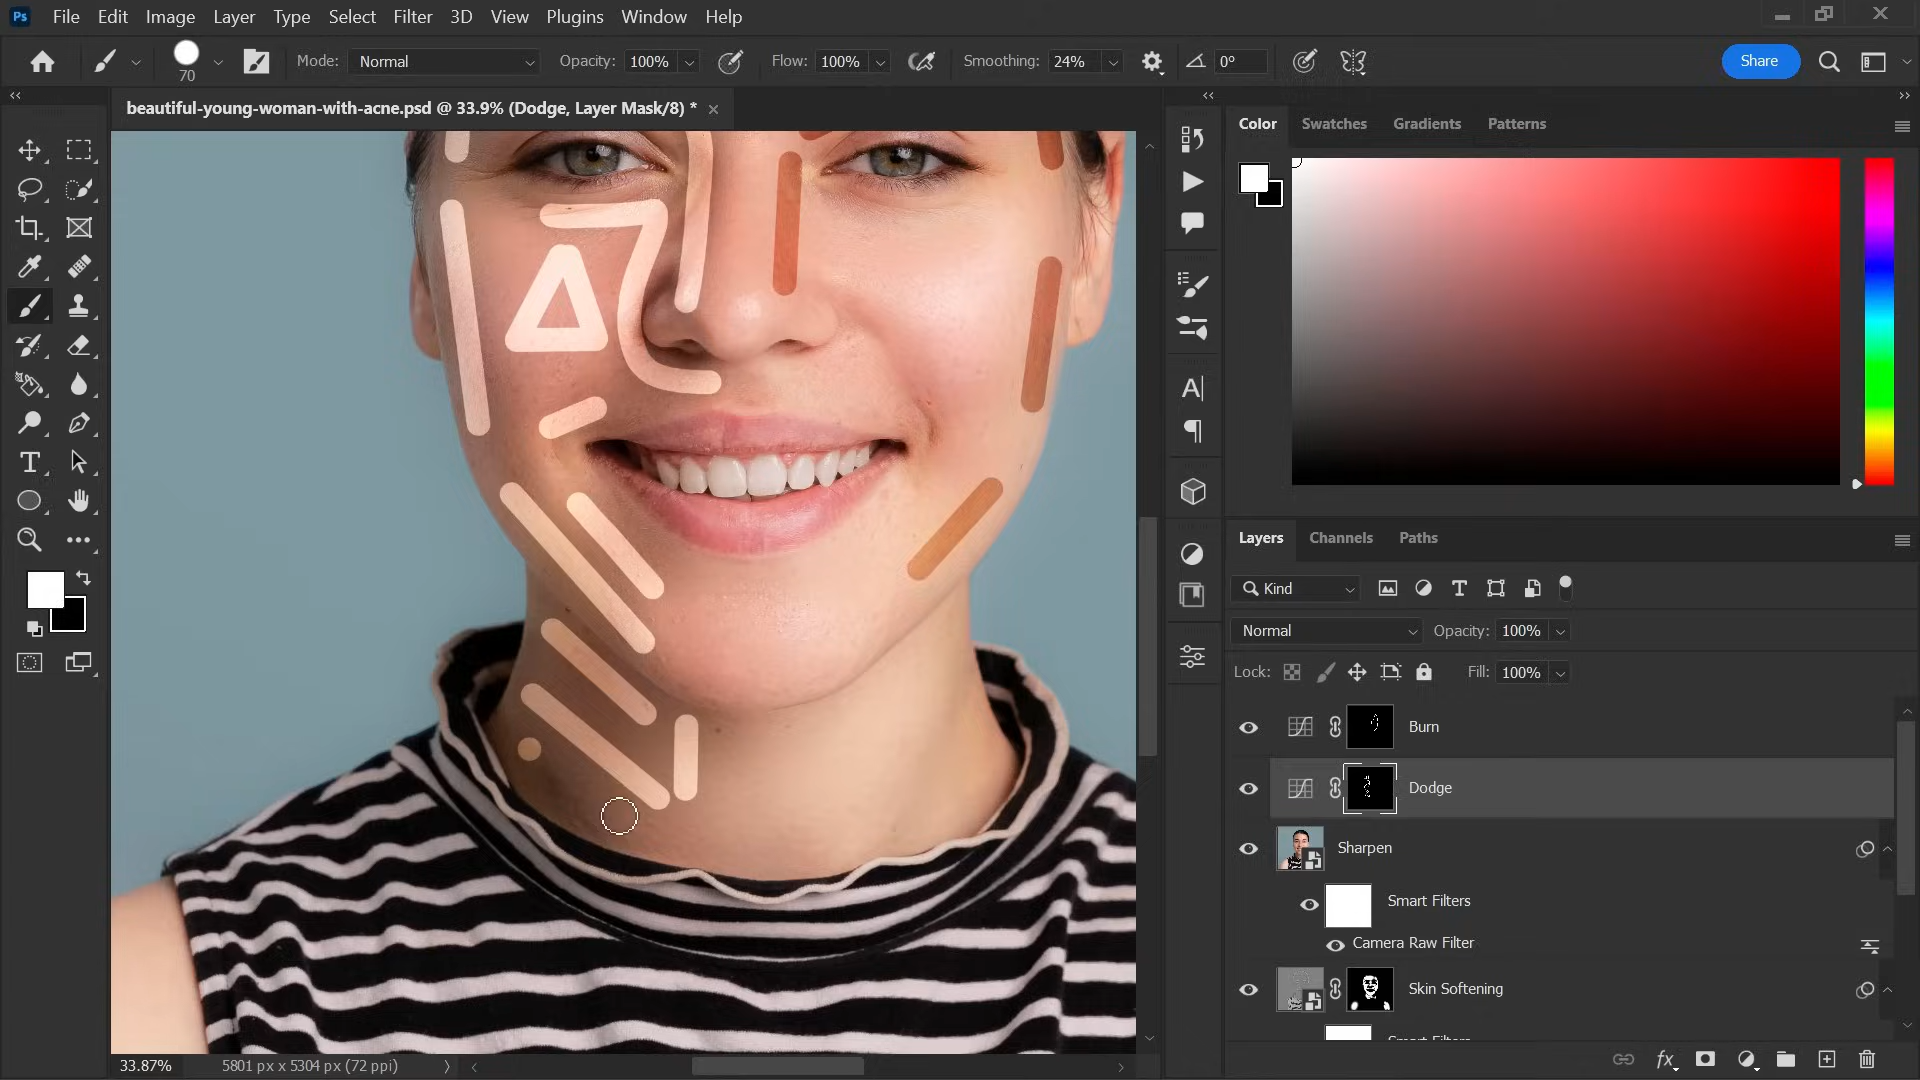 Ps File Edit Image Layer Type Select Filter 3D View Plugins Window Help
70 Mode: Normal Opacity: 100% Flow: 100% Smoothing: 24% 0° Share
beautiful-young-woman-with-acne.psd @ 33.9% (Dodge, Layer Mask/8) *
Color Swatches Gradients Patterns
Layers Channels Paths
Kind
Normal Opacity: 100%
Lock: Fill: 100%
Burn
Dodge
Sharpen
Smart Filters
Camera Raw Filter
Skin Softening
Smart Filters
fx
33.87% 5801 px x 5304 px (72 ppi)